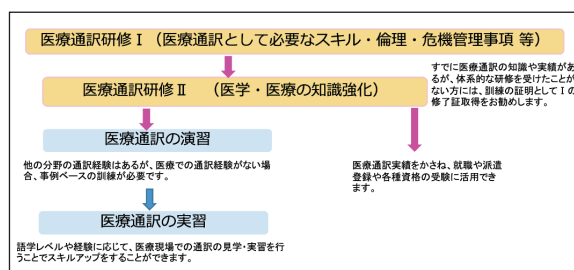 医療通訳研修Ⅰ（医療通訳として必要なスキル・倫理・危機管理事項 等）
すでに医療通訳の知識や実績があ
るが、体系的な研修を受けたことが
ない方には、訓練の証明としてⅠの
修了証取得をお勧めします。
医療通訳研修Ⅱ　（医学・医療の知識強化）
医療通訳の演習
他の分野の通訳経験はあるが、医療での通訳経験がない場
合、事例ベースの訓練が必要です。
医療通訳実績をかさね、就職や派遣
登録や各種資格の受験に活用でき
ます。
医療通訳の実習
語学レベルや経験に応じて、医療現場での通訳の見学・実習を行
うことでスキルアップをすることができます。